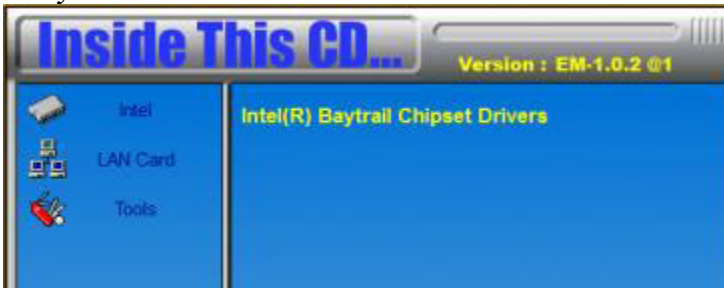 Inside This CD...
Version : EM-1.0.2 @1
Intel
Intel(R) Baytrail Chipset Drivers
LAN Card
Tools